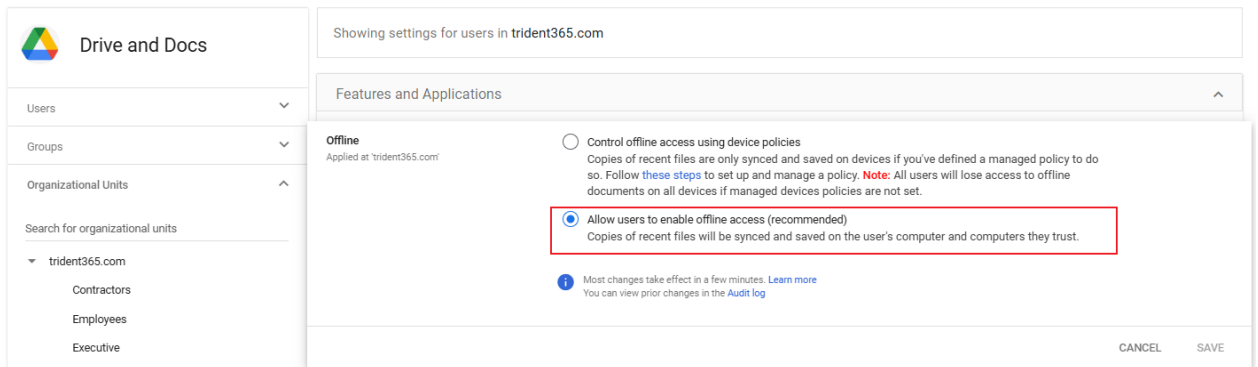 Drive and Docs
Users
Groups
Organizational Units
Search for organizational units
trident365.com
Contractors
Employees
Executive
Showing settings for users in trident365.com
Features and Applications
Offline
Applied at 'trident365.com'
Control offline access using device policies
Copies of recent files are only synced and saved on devices if you've defined a managed policy to do
so. Follow these steps to set up and manage a policy. Note: All users will lose access to offline
documents on all devices if managed devices policies are not set.
Allow users to enable offline access (recommended)
Copies of recent files will be synced and saved on the user's computer and computers they trust.
Most changes take effect in a few minutes. Learn more
You can view prior changes in the Audit log
CANCEL SAVE